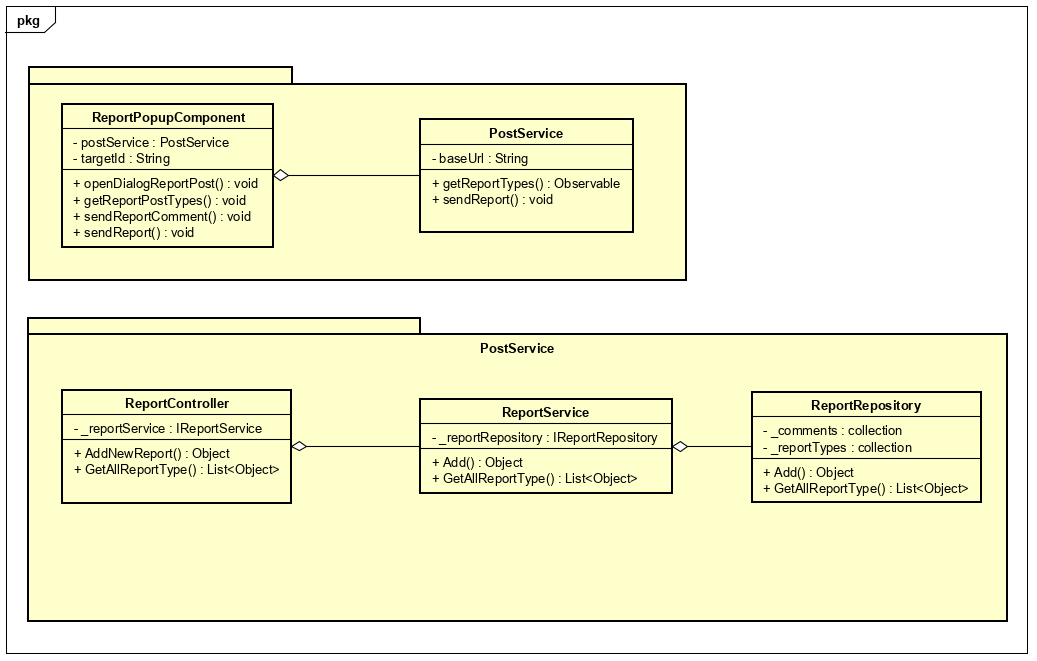 pkg
ReportPopupComponent
- postService : PostService
- targetId : String
+ openDialogReportPost() : void
+ getReportPostTypes() : void
+ sendReportComment() : void
+ sendReport() : void
PostService
- baseUrl : String
+ getReportTypes() : Observable
+ sendReport() : void
PostService
ReportController
- _reportService : IReportService
+ AddNewReport() : Object
+ GetAllReportType() : List<Object>
ReportService
- _reportRepository : IReportRepository
+ Add() : Object
+ GetAllReportType() : List<Object>
ReportRepository
- _comments : collection
- _reportTypes : collection
+ Add() : Object
+ GetAllReportType() : List<Object>